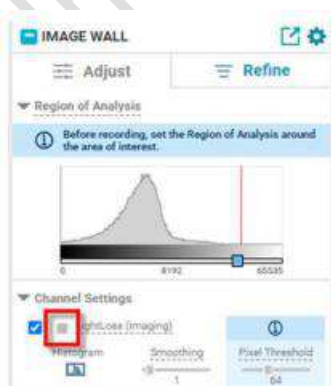 IMAGE WALL
Adjust
Refine
Region of Analysis
Before recording, set the Region of Analysis around
the area of interest.
0 8192 65535
Channel Settings
ghtLoss (Imaging)
Histogram
Smoothing
Pixel Threshold
1
64